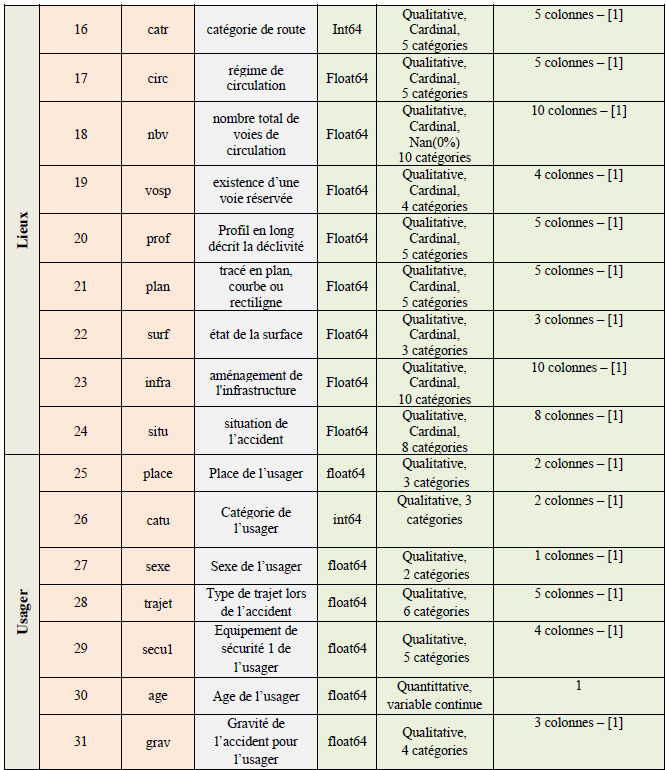 Lieux
16
catr
catégorie de route
Int64
Qualitative,
Cardinal,
5 catégories
5 colonnes – [1]
17
circ
régime de
circulation
Float64
Qualitative,
Cardinal,
5 catégories
5 colonnes – [1]
18
nbv
nombre total de
voies de
circulation
Float64
Qualitative,
Cardinal,
Nan(0%)
10 catégories
10 colonnes – [1]
19
vosp
existence d’une
voie réservée
Float64
Qualitative,
Cardinal,
4 catégories
4 colonnes – [1]
20
prof
Profil en long
décrit la déclivité
Float64
Qualitative,
Cardinal,
5 catégories
5 colonnes – [1]
21
plan
tracé en plan,
courbe ou
rectiligne
Float64
Qualitative,
Cardinal,
5 catégories
5 colonnes – [1]
22
surf
état de la surface
Float64
Qualitative,
Cardinal,
3 catégories
3 colonnes – [1]
23
infra
aménagement de
l'infrastructure
Float64
Qualitative,
Cardinal,
10 catégories
10 colonnes – [1]
24
situ
situation de
l’accident
Float64
Qualitative,
Cardinal,
8 catégories
8 colonnes – [1]
Usager
25
place
Place de l’usager
float64
Qualitative,
3 catégories
2 colonnes – [1]
26
catu
Catégorie de
l’usager
int64
Qualitative, 3
catégories
2 colonnes – [1]
27
sexe
Sexe de l’usager
float64
Qualitative,
2 catégories
1 colonnes – [1]
28
trajet
Type de trajet lors
de l’accident
float64
Qualitative,
6 catégories
5 colonnes – [1]
29
secu1
Equipement de
sécurité 1 de
l’usager
float64
Qualitative,
5 catégories
4 colonnes – [1]
30
age
Age de l’usager
float64
Quantittative,
variable continue
1
31
grav
Gravité de
l’accident pour
l’usager
float64
Qualitative,
4 catégories
3 colonnes – [1]